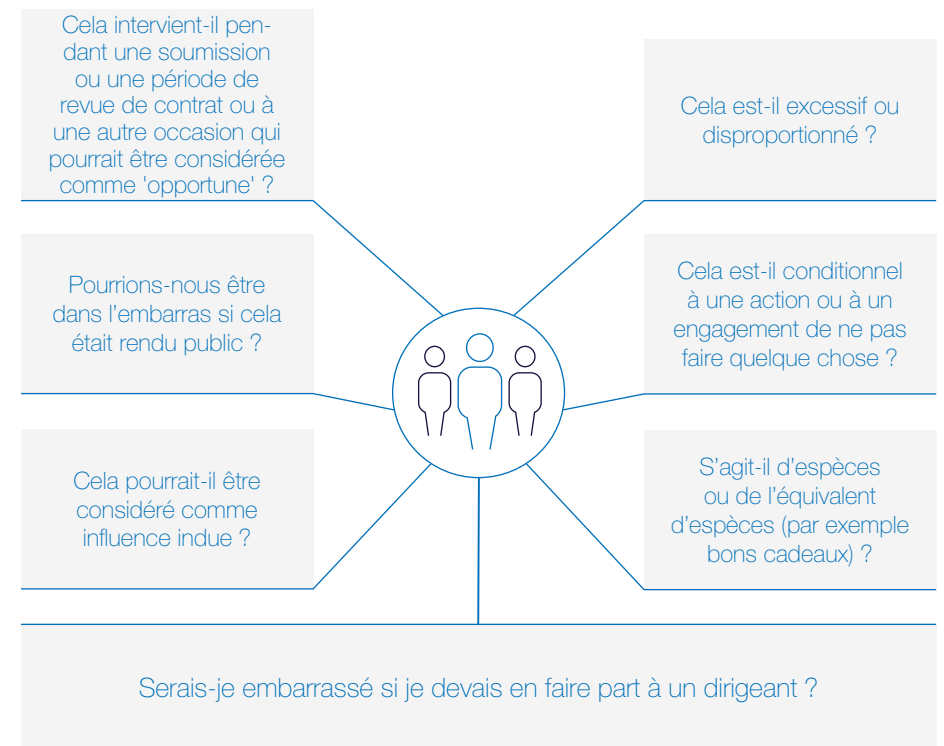 Cela intervient-il pen-
dant une soumission
ou une période de
revue de contrat ou à
une autre occasion qui
pourrait être considérée
comme 'opportune' ?
Cela est-il excessif ou
disproportionné ?
Pourrions-nous être
dans l’embarras si cela
était rendu public ?
Cela est-il conditionnel
à une action ou à un
engagement de ne pas
faire quelque chose ?
Cela pourrait-il être
considéré comme
influence indue ?
S’agit-il d’espèces
ou de l’équivalent
d’espèces (par exemple
bons cadeaux) ?
Serais-je embarrassé si je devais en faire part à un dirigeant ?